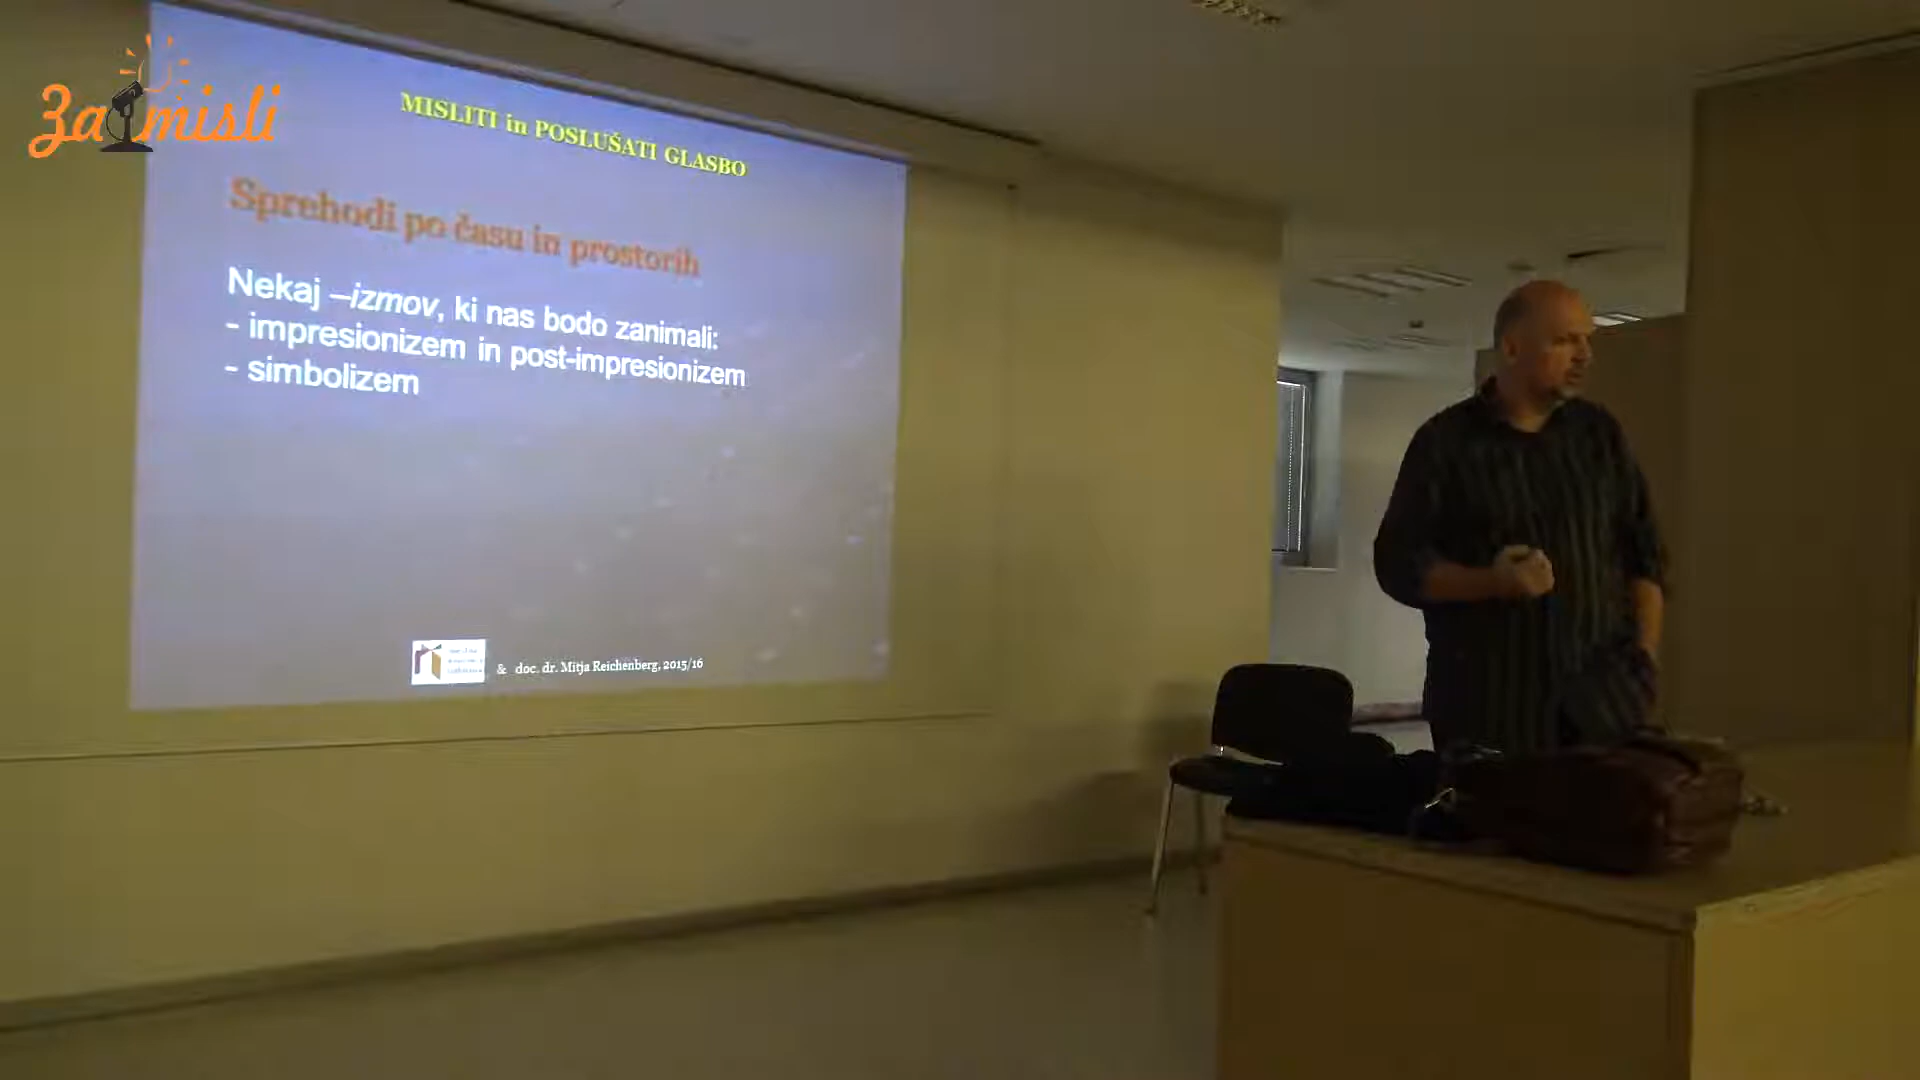 Zamisli
MISLITI in POSLUŠATI GLASBO
Sprehodi po času in prostorih
Nekaj –izmov, ki nas bodo zanimali:
- impresionizem in post-impresionizem
- simbolizem
& doc. dr. Mitja Reichenberg, 2015/16